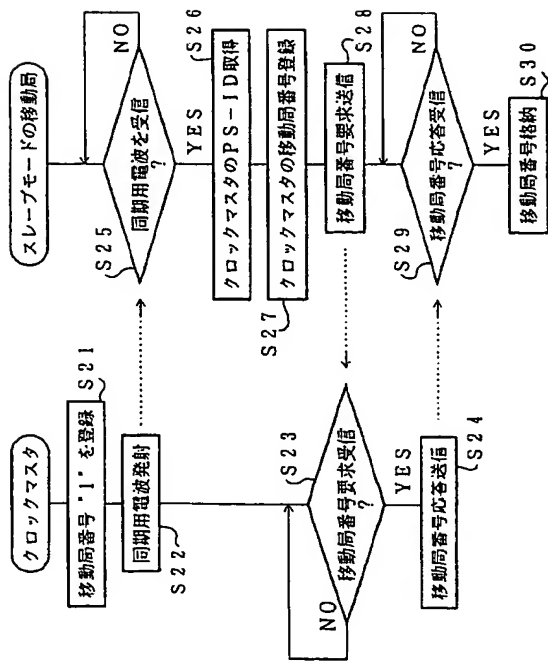 クロックマスタ
移動局番号 "1" を登録
S21
同期用電波発射
S22
NO
移動局番号要求受信
?
S23
YES
移動局番号応答送信
S24
スレーブモードの移動局
S25
同期用電波を受信
?
NO
YES
クロックマスタのPS-ID取得
S26
クロックマスタの移動局番号登録
S27
移動局番号要求送信
S28
S29
移動局番号応答受信
?
NO
YES
移動局番号格納
S30